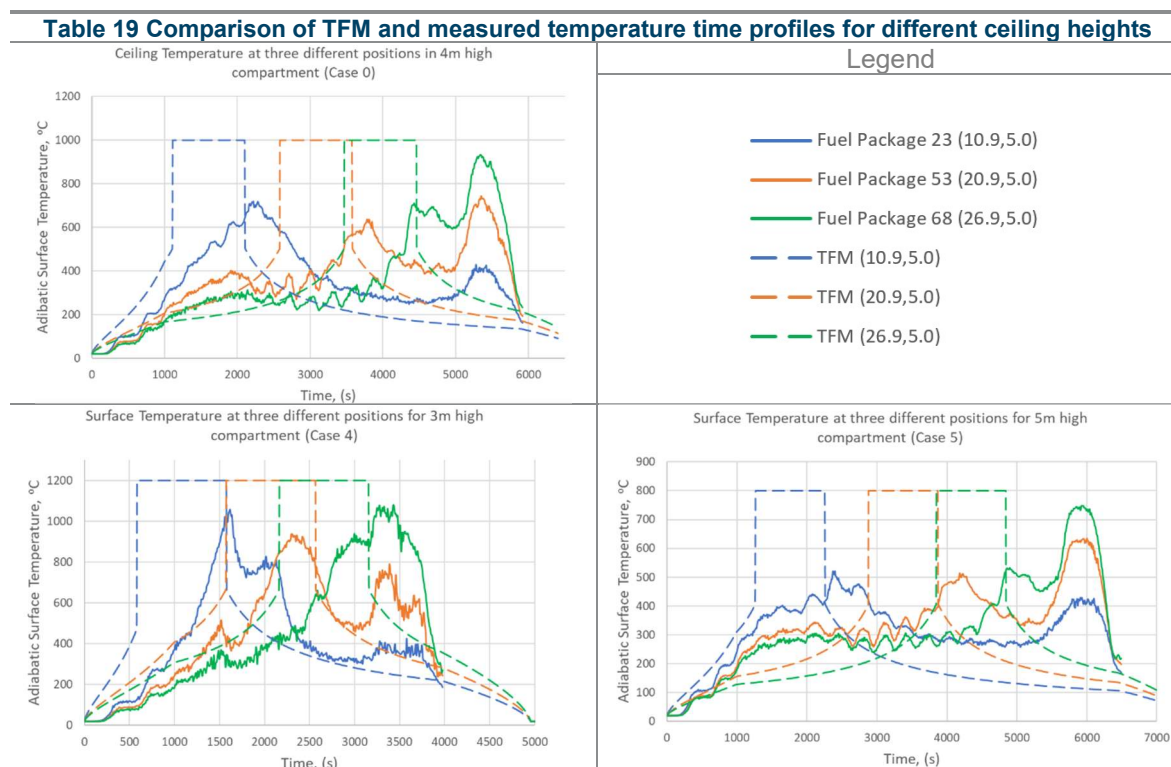 Table 19 Comparison of TFM and measured temperature time profiles for different ceiling heights
Ceiling Temperature at three different positions in 4m high
compartment (Case 0)
Adibatic Surface Temperature, °C
1200
1000
800
600
400
200
0
0 1000 2000 3000 4000 5000 6000
Time, (s)
Legend
Fuel Package 23 (10.9,5.0)
Fuel Package 53 (20.9,5.0)
Fuel Package 68 (26.9,5.0)
TFM (10.9,5.0)
TFM (20.9,5.0)
TFM (26.9,5.0)
Surface Temperature at three different positions for 3m high
compartment (Case 4)
Adiabatic Surface Temperature, °C
1200
1000
800
600
400
200
0
0 500 1000 1500 2000 2500 3000 3500 4000 4500 5000
Time, (s)
Surface Temperature at three different positions for 5m high
compartment (Case 5)
Adiabatic Surface Temperature, °C
900
800
700
600
500
400
300
200
100
0
0 1000 2000 3000 4000 5000 6000 7000
Time, (s)